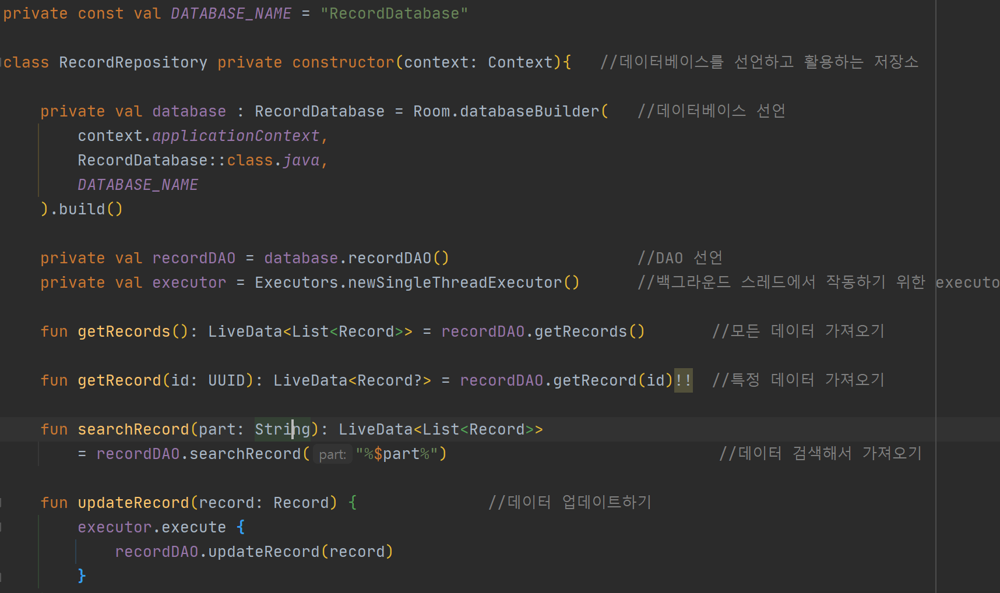 private const val DATABASE_NAME = "RecordDatabase"
class RecordRepository private constructor(context: Context){   //데이터베이스를 선언하고 활용하는 저장소
    private val database : RecordDatabase = Room.databaseBuilder(   //데이터베이스 선언
        context.applicationContext,
        RecordDatabase::class.java,
        DATABASE_NAME
    ).build()
    private val recordDAO = database.recordDAO()                    //DAO 선언
    private val executor = Executors.newSingleThreadExecutor()      //백그라운드 스레드에서 작동하기 위한 executo
    fun getRecords(): LiveData<List<Record>> = recordDAO.getRecords()       //모든 데이터 가져오기
    fun getRecord(id: UUID): LiveData<Record?> = recordDAO.getRecord(id)!!  //특정 데이터 가져오기
    fun searchRecord(part: String): LiveData<List<Record>>
        = recordDAO.searchRecord( part: "%$part%")                             //데이터 검색해서 가져오기
    fun updateRecord(record: Record) {              //데이터 업데이트하기
        executor.execute {
            recordDAO.updateRecord(record)
        }